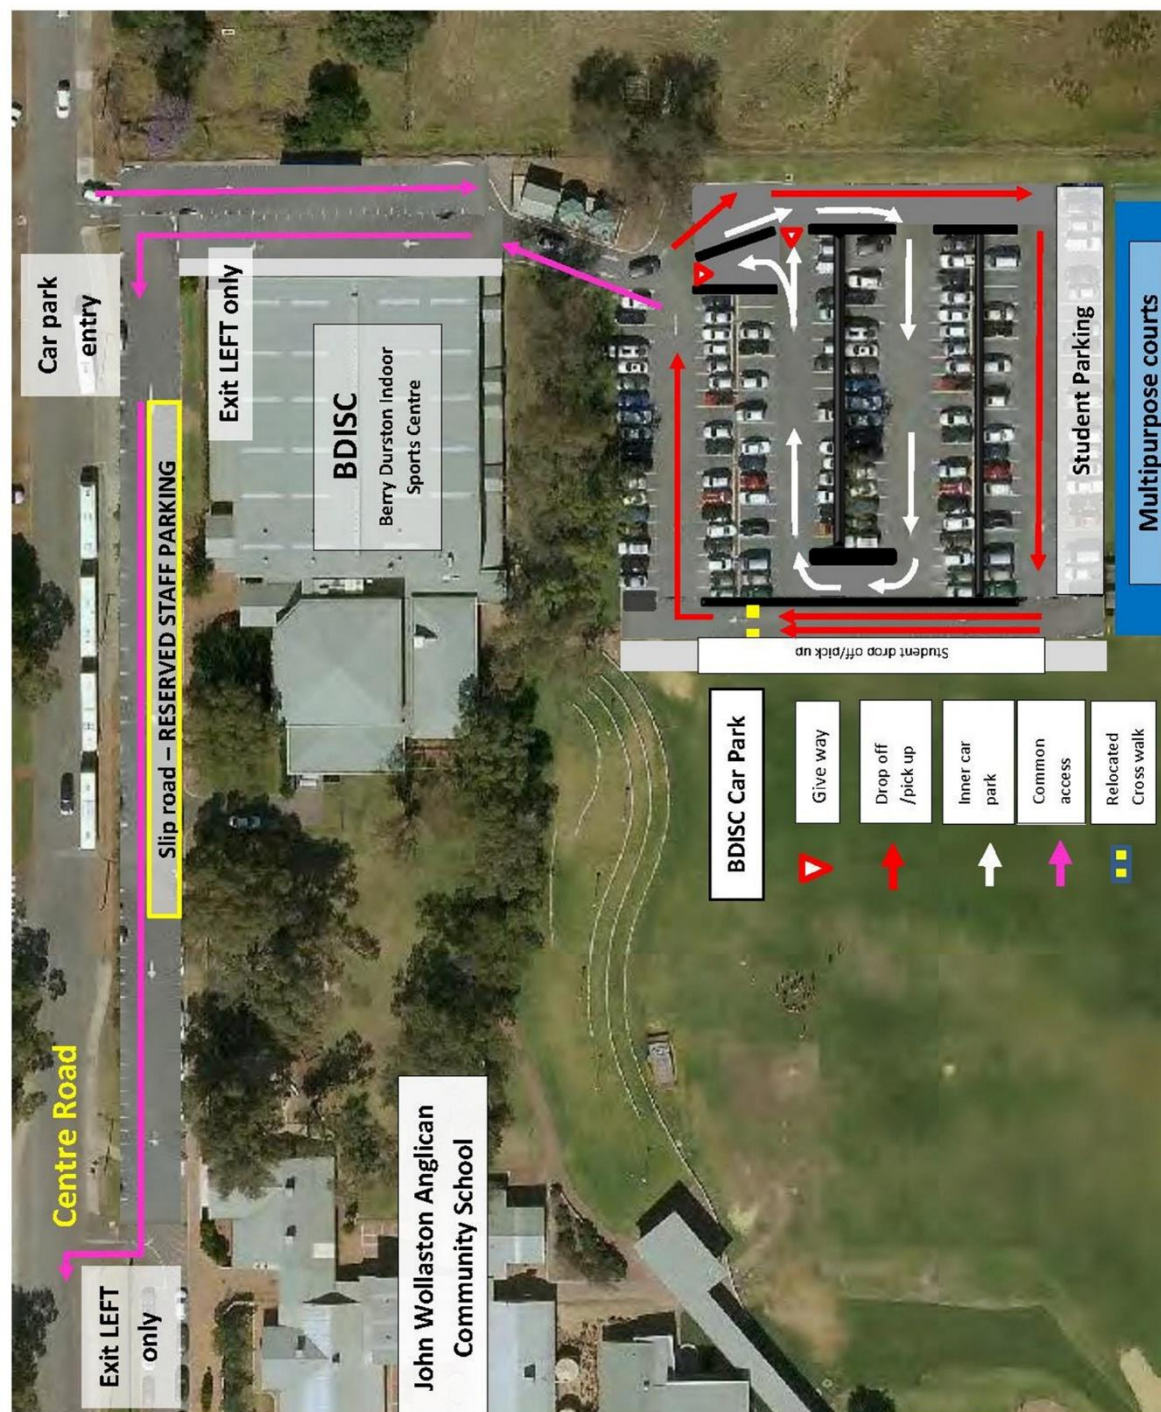 Car park
entry
Exit LEFT only
BDISC
Berry Durston Indoor
Sports Centre
Slip road – RESERVED STAFF PARKING
Centre Road
Exit LEFT
only
John Wollaston Anglican
Community School
Student Parking
Multipurpose courts
Student drop off/pick up
BDISC Car Park
Give way
Drop off
/pick up
Inner car
park
Common
access
Relocated
Cross walk